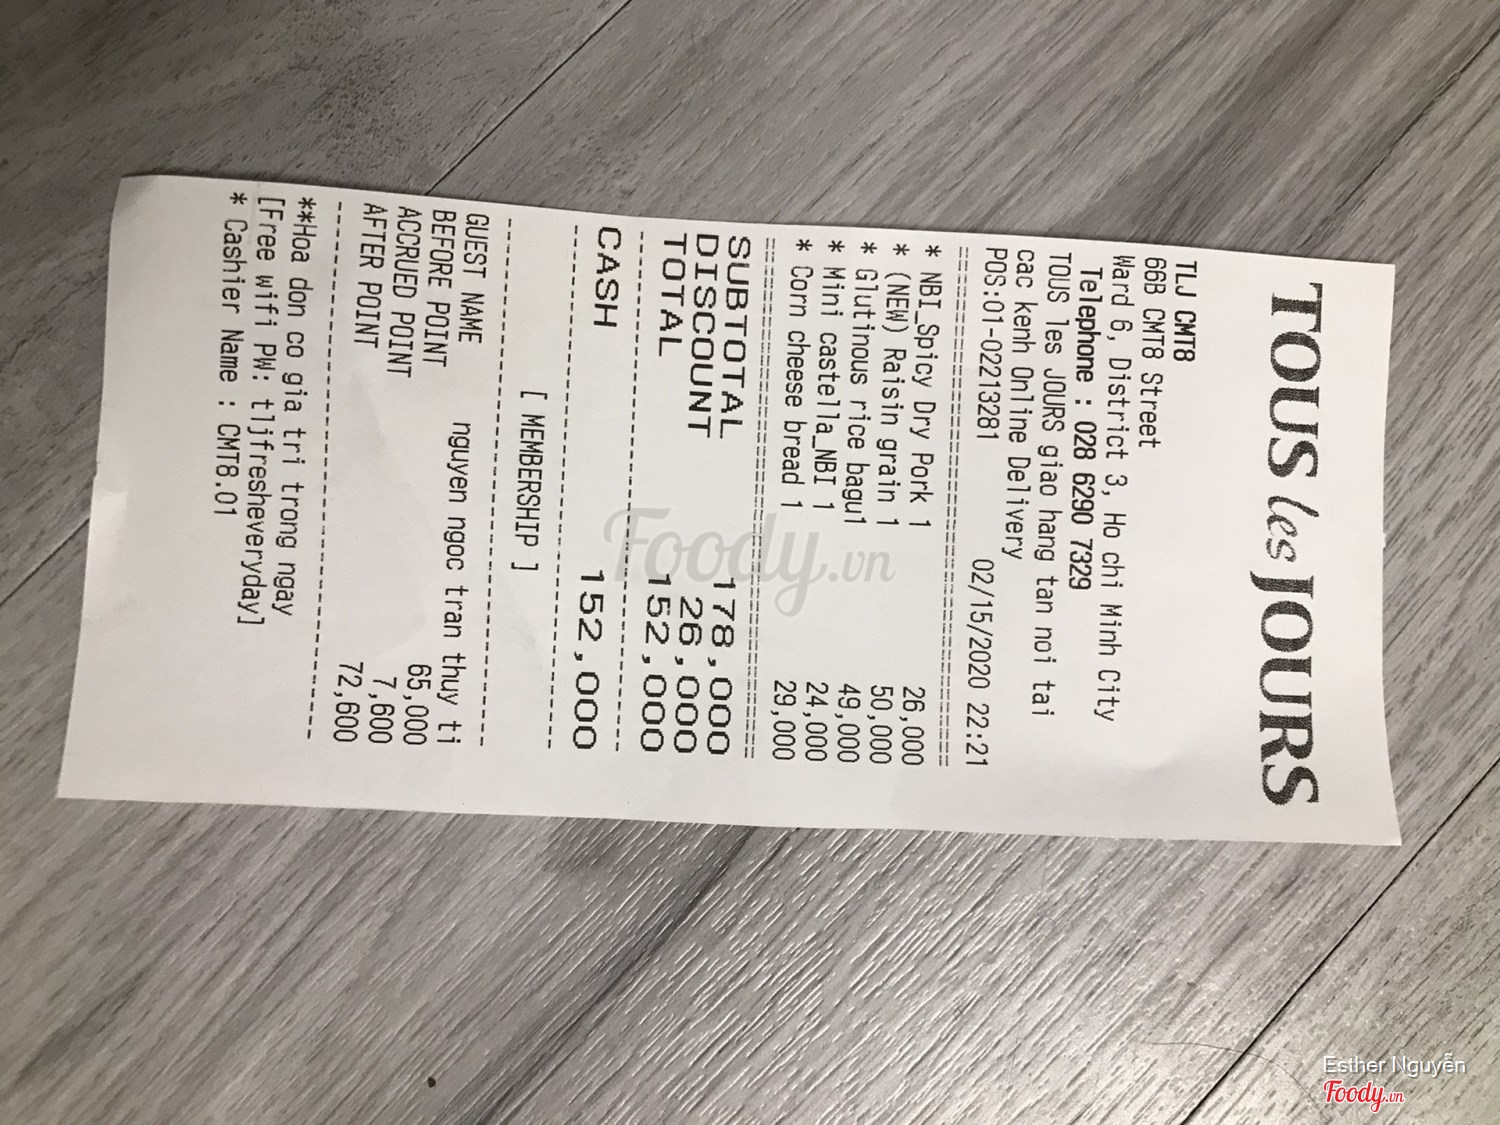 TOUS les JOURS
TLJ CMT8
66B CMT8 Street
Ward 6, District 3, Ho chi Minh City
Telephone : 028 6290 7329
TOUS les JOURS giao hang tan noi tai
cac kenh Online Delivery
POS:01-02213281 02/15/2020 22:21
* NBI_Spicy Dry Pork 1 26,000
* (NEW) Raisin grain 1 50,000
* Glutinous rice bagu1 49,000
* Mini castella_NBI 1 24,000
* Corn cheese bread 1 29,000
SUBTOTAL 178,000
DISCOUNT 26,000
TOTAL 152,000
CASH 152,000
[ MEMBERSHIP ]
GUEST NAME nguyen ngoc tran thuy ti
BEFORE POINT 65,000
ACCRUED POINT 7,600
AFTER POINT 72,600
**Hoa don co gia tri trong ngay
[Free wifi PW: tljfresheveryday]
* Cashier Name : CMT8.01
Foody.vn
Esther Nguyễn
Foody.vn